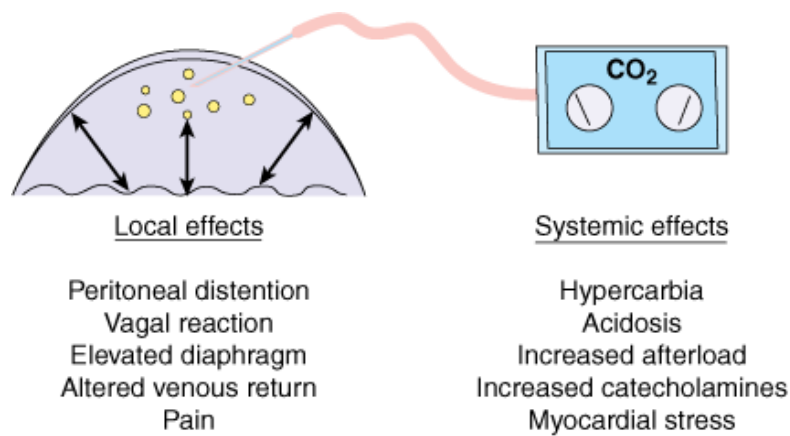 CO₂
Local effects
Peritoneal distention
Vagal reaction
Elevated diaphragm
Altered venous return
Pain
Systemic effects
Hypercarbia
Acidosis
Increased afterload
Increased catecholamines
Myocardial stress